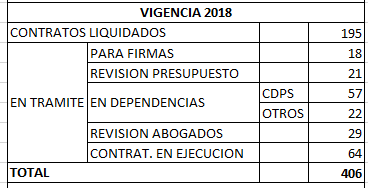 VIGENCIA 2018
CONTRATOS LIQUIDADOS 195
EN TRAMITE PARA FIRMAS 18
REVISION PRESUPUESTO 21
EN DEPENDENCIAS CDPS 57
OTROS 22
REVISION ABOGADOS 29
CONTRAT. EN EJECUCION 64
TOTAL 406